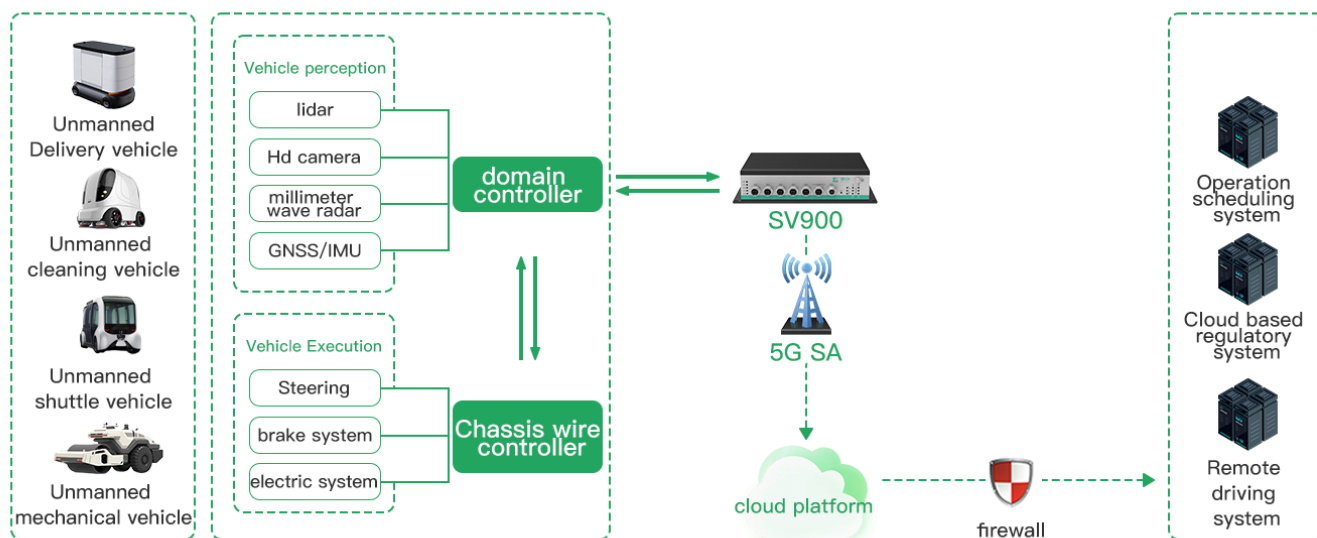 Unmanned
Delivery vehicle
Unmanned
cleaning vehicle
Unmanned
shuttle vehicle
Unmanned
mechanical vehicle
Vehicle perception
lidar
Hd camera
millimeter
wave radar
GNSS/IMU
domain
controller
Vehicle Execution
Steering
brake system
electric system
Chassis wire
controller
SV900
5G SA
cloud platform
firewall
Operation
scheduling
system
Cloud based
regulatory
system
Remote
driving
system